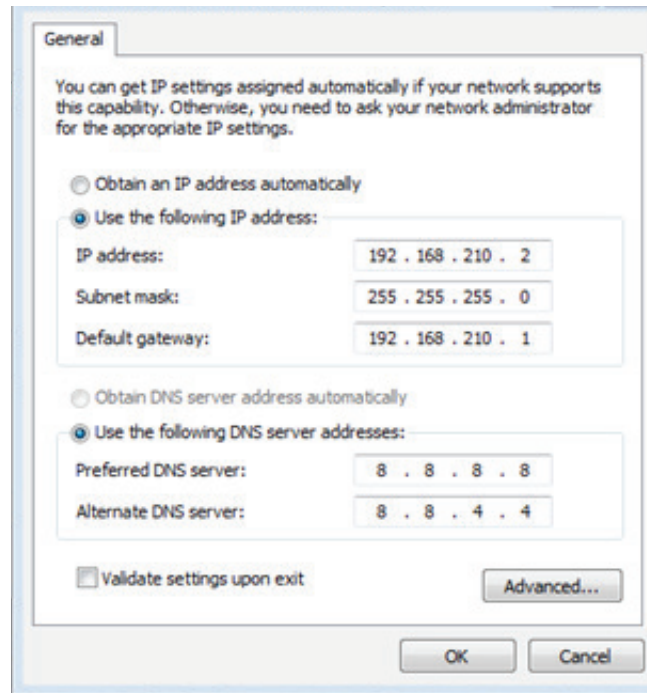 General
You can get IP settings assigned automatically if your network supports
this capability. Otherwise, you need to ask your network administrator
for the appropriate IP settings.
Obtain an IP address automatically
Use the following IP address:
IP address: 192 . 168 . 210 . 2
Subnet mask: 255 . 255 . 255 . 0
Default gateway: 192 . 168 . 210 . 1
Obtain DNS server address automatically
Use the following DNS server addresses:
Preferred DNS server: 8 . 8 . 8 . 8
Alternate DNS server: 8 . 8 . 4 . 4
Validate settings upon exit
Advanced...
OK Cancel